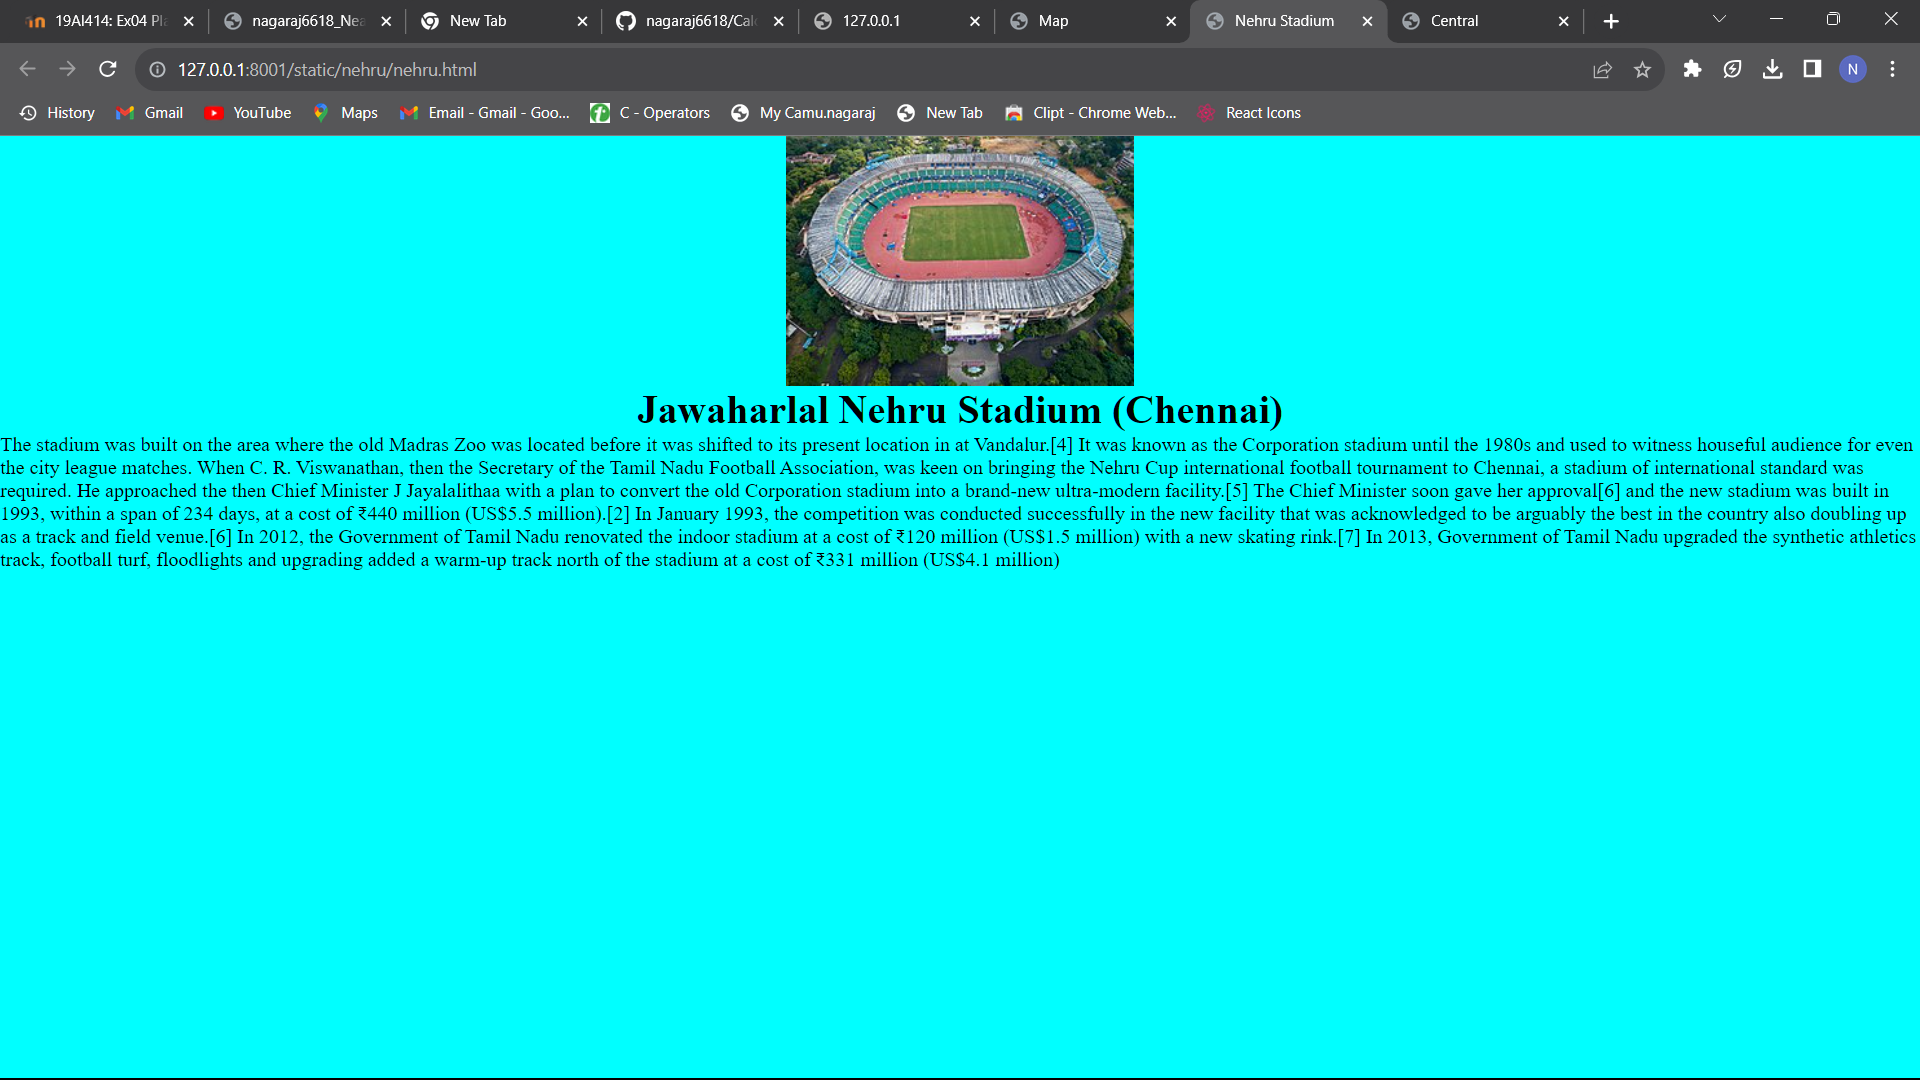 19AI414: Ex04 Pl
nagaraj6618_Nea
New Tab
nagaraj6618/Calc
127.0.0.1
Map
Nehru Stadium
Central
127.0.0.1:8001/static/nehru/nehru.html
N
History
Gmail
YouTube
Maps
Email - Gmail - Goo...
C - Operators
My Camu.nagaraj
New Tab
Clipt - Chrome Web...
React Icons
Jawaharlal Nehru Stadium (Chennai)
The stadium was built on the area where the old Madras Zoo was located before it was shifted to its present location in at Vandalur.[4] It was known as the Corporation stadium until the 1980s and used to witness houseful audience for even
the city league matches. When C. R. Viswanathan, then the Secretary of the Tamil Nadu Football Association, was keen on bringing the Nehru Cup international football tournament to Chennai, a stadium of international standard was
required. He approached the then Chief Minister J Jayalalithaa with a plan to convert the old Corporation stadium into a brand-new ultra-modern facility.[5] The Chief Minister soon gave her approval[6] and the new stadium was built in
1993, within a span of 234 days, at a cost of ₹440 million (US$5.5 million).[2] In January 1993, the competition was conducted successfully in the new facility that was acknowledged to be arguably the best in the country also doubling up
as a track and field venue.[6] In 2012, the Government of Tamil Nadu renovated the indoor stadium at a cost of ₹120 million (US$1.5 million) with a new skating rink.[7] In 2013, Government of Tamil Nadu upgraded the synthetic athletics
track, football turf, floodlights and upgrading added a warm-up track north of the stadium at a cost of ₹331 million (US$4.1 million)